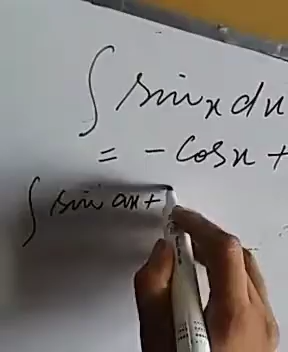 ∫ sin x dx
= - cos x +
∫ sin ax +